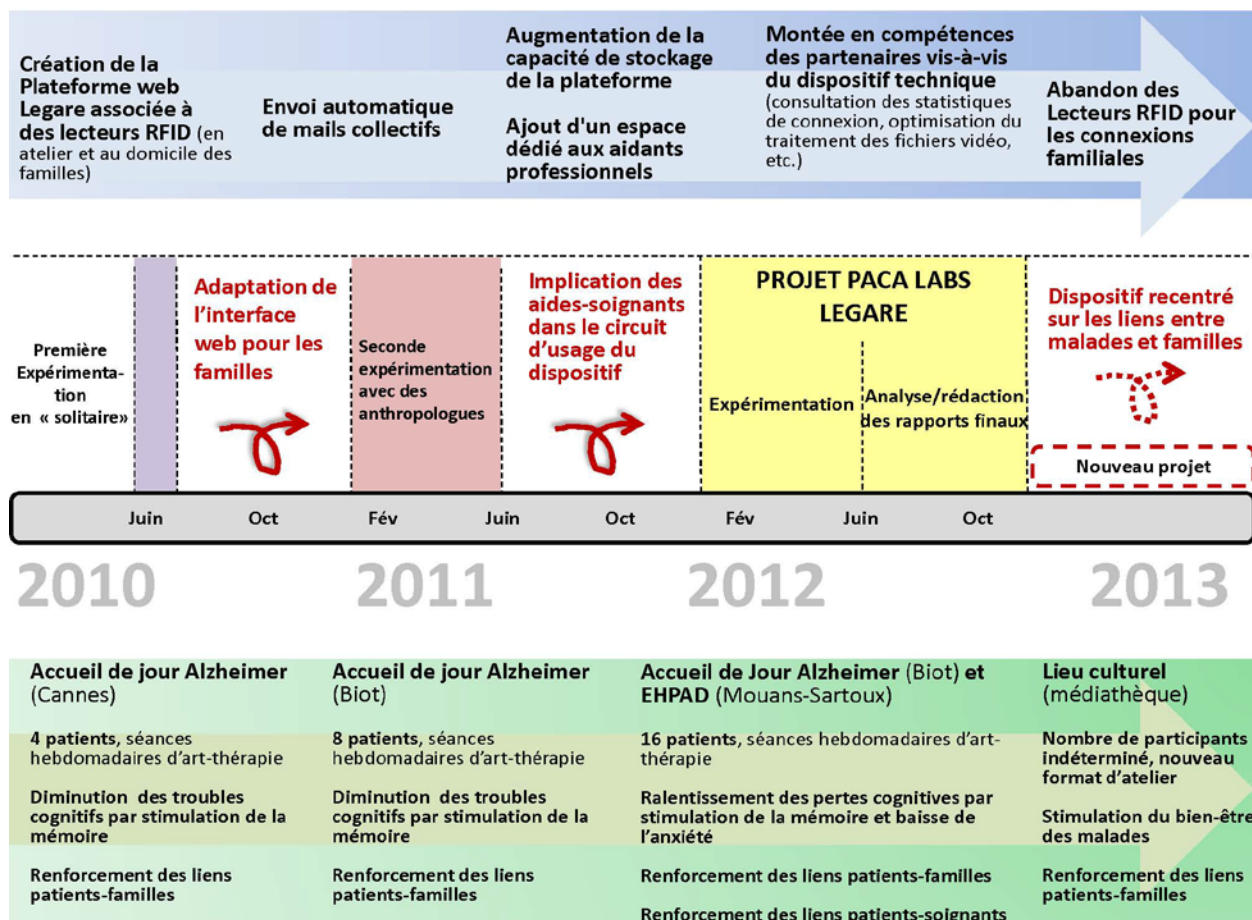 Création de la
Plateforme web
Legare associée à
des lecteurs RFID (en
atelier et au domicile des
familles)
Envoi automatique
de mails collectifs
Augmentation de la
capacité de stockage
de la plateforme
Ajout d'un espace
dédié aux aidants
professionnels
Montée en compétences
des partenaires vis-à-vis
du dispositif technique
(consultation des statistiques
de connexion, optimisation du
traitement des fichiers vidéo,
etc.)
Abandon des
Lecteurs RFID pour
les connexions
familiales
Première
Expérimenta-
tion
en « solitaire»
Adaptation de
l'interface
web pour les
familles
Seconde
expérimentation
avec des
anthropologues
Implication des
aides-soignants
dans le circuit
d'usage du
dispositif
PROJET PACA LABS
LEGARE
Expérimentation
Analyse/rédaction
des rapports finaux
Dispositif recentré
sur les liens entre
malades et familles
Nouveau projet
Juin Oct Fév Juin Oct Fév Juin Oct
2010 2011 2012 2013
Accueil de jour Alzheimer
(Cannes)
4 patients, séances
hebdomadaires d'art-thérapie
Diminution des troubles
cognitifs par stimulation de la
mémoire
Renforcement des liens
patients-familles
Accueil de jour Alzheimer
(Biot)
8 patients, séances
hebdomadaires d'art-thérapie
Diminution des troubles
cognitifs par stimulation de la
mémoire
Renforcement des liens
patients-familles
Accueil de Jour Alzheimer (Biot) et
EHPAD (Mouans-Sartoux)
16 patients, séances hebdomadaires d'art-
thérapie
Ralentissement des pertes cognitives par
stimulation de la mémoire et baisse de
l'anxiété
Renforcement des liens patients-familles
Renforcement des liens patients-soignants
Lieu culturel
(médiathèque)
Nombre de participants
indéterminé, nouveau
format d'atelier
Stimulation du bien-être
des malades
Renforcement des liens
patients-familles